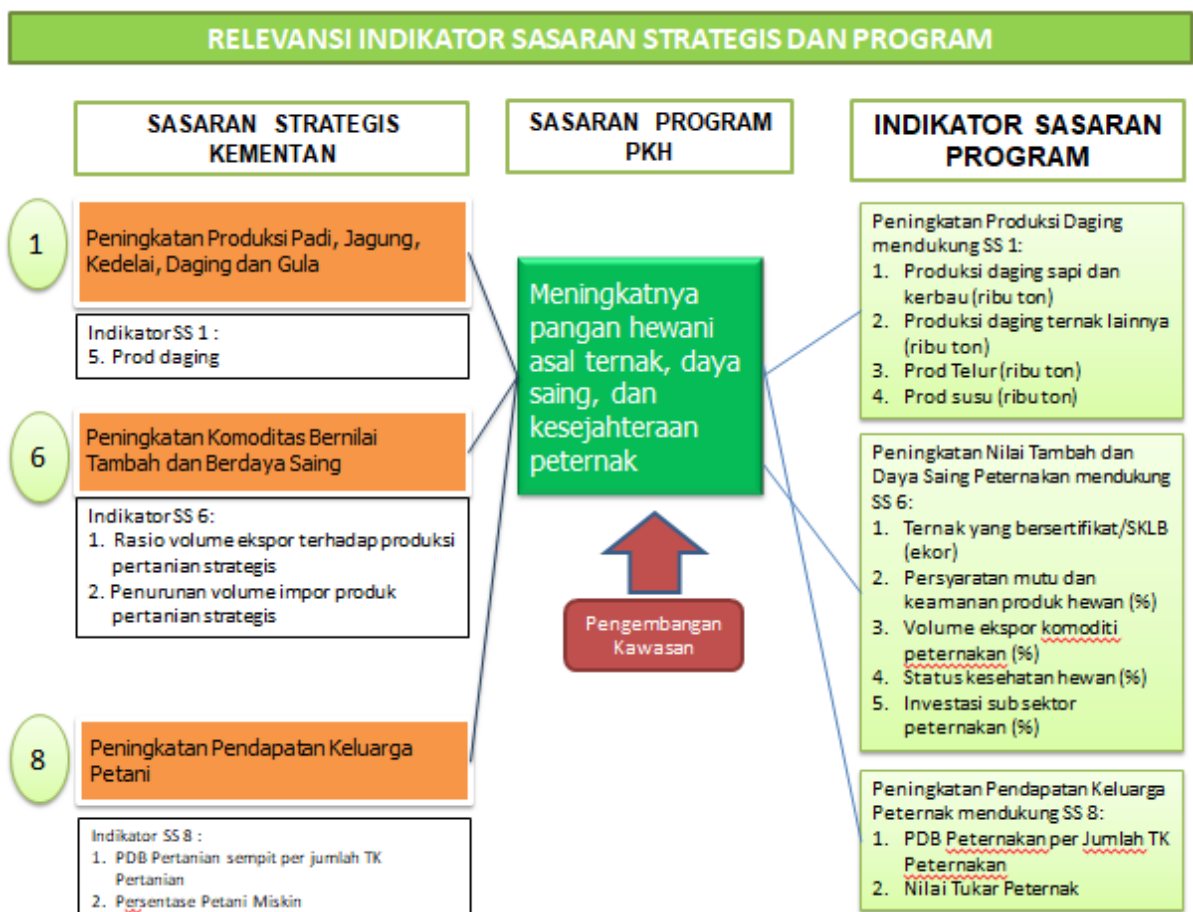 RELEVANSI INDIKATOR SASARAN STRATEGIS DAN PROGRAM
SASARAN STRATEGIS
KEMENTAN
1
Peningkatan Produksi Padi, Jagung,
Kedelai, Daging dan Gula
Indikator SS 1 :
5. Prod daging
6
Peningkatan Komoditas Bernilai
Tambah dan Berdaya Saing
Indikator SS 6:
1. Rasio volume ekspor terhadap produksi
pertanian strategis
2. Penurunan volume impor produk
pertanian strategis
8
Peningkatan Pendapatan Keluarga
Petani
Indikator SS 8 :
1. PDB Pertanian sempit per jumlah TK
Pertanian
2. Persentase Petani Miskin
SASARAN PROGRAM
PKH
Meningkatnya
pangan hewani
asal ternak, daya
saing, dan
kesejahteraan
peternak
Pengembangan
Kawasan
INDIKATOR SASARAN
PROGRAM
Peningkatan Produksi Daging
mendukung SS 1:
1. Produksi daging sapi dan
kerbau (ribu ton)
2. Produksi daging ternak lainnya
(ribu ton)
3. Prod Telur (ribu ton)
4. Prod susu (ribu ton)
Peningkatan Nilai Tambah dan
Daya Saing Peternakan mendukung
SS 6:
1. Ternak yang bersertifikat/SKLB
(ekor)
2. Persyaratan mutu dan
keamanan produk hewan (%)
3. Volume ekspor komoditi
peternakan (%)
4. Status kesehatan hewan (%)
5. Investasi sub sektor
peternakan (%)
Peningkatan Pendapatan Keluarga
Peternak mendukung SS 8:
1. PDB Peternakan per Jumlah TK
Peternakan
2. Nilai Tukar Peternak